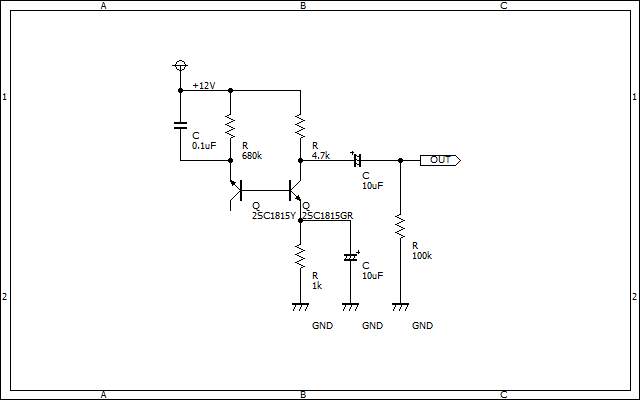 A B C
1 1
+12V
C
0.1uF
R
680k
R
4.7k
OUT
C
10uF
Q
2SC1815Y
Q
2SC1815GR
R
100k
C
10uF
R
1k
2 2
GND GND GND
A B C